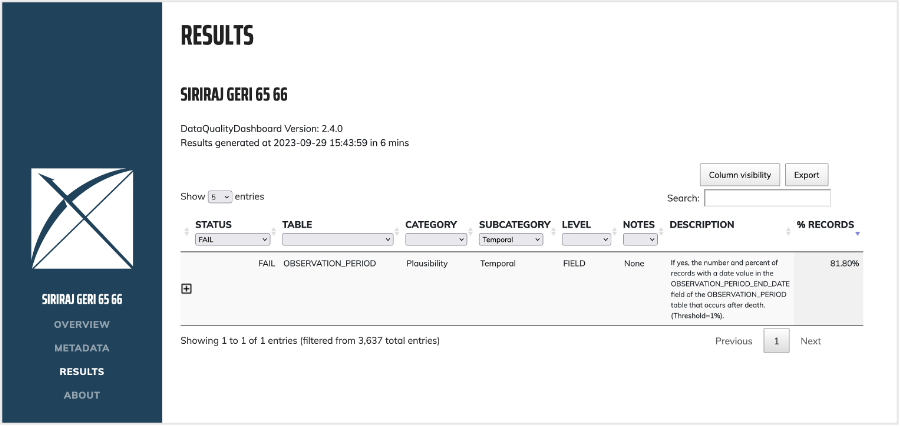 RESULTS
SIRIRAJ GERI 65 66
DataQualityDashboard Version: 2.4.0
Results generated at 2023-09-29 15:43:59 in 6 mins
Column visibility Export
Show 5 entries
Search:
STATUS TABLE CATEGORY SUBCATEGORY LEVEL NOTES DESCRIPTION % RECORDS
FAIL Temporal
FAIL OBSERVATION_PERIOD Plausibility Temporal FIELD None If yes, the number and percent of 81.80%
records with a date value in the
OBSERVATION_PERIOD_END_DATE
field of the OBSERVATION_PERIOD
table that occurs after death.
(Threshold=1%).
Showing 1 to 1 of 1 entries (filtered from 3,637 total entries)
Previous 1 Next
SIRIRAJ GERI 65 66
OVERVIEW
METADATA
RESULTS
ABOUT